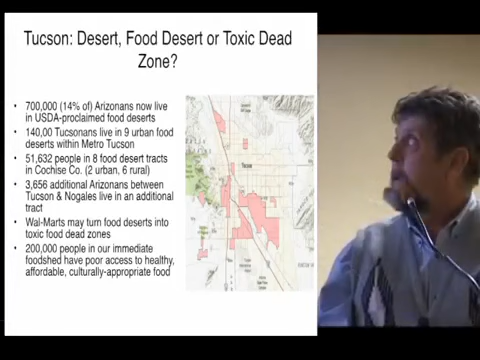 Tucson: Desert, Food Desert or Toxic Dead
Zone?
• 700,000 (14% of) Arizonans now live
in USDA-proclaimed food deserts
• 140,00 Tucsonans live in 9 urban food
deserts within Metro Tucson
• 51,632 people in 8 food desert tracts
in Cochise Co. (2 urban, 6 rural)
• 3,656 additional Arizonans between
Tucson & Nogales live in an additional
tract
• Wal-Marts may turn food deserts into
toxic food dead zones
• 200,000 people in our immediate
foodshed have poor access to healthy,
affordable, culturally-appropriate food
Tucson